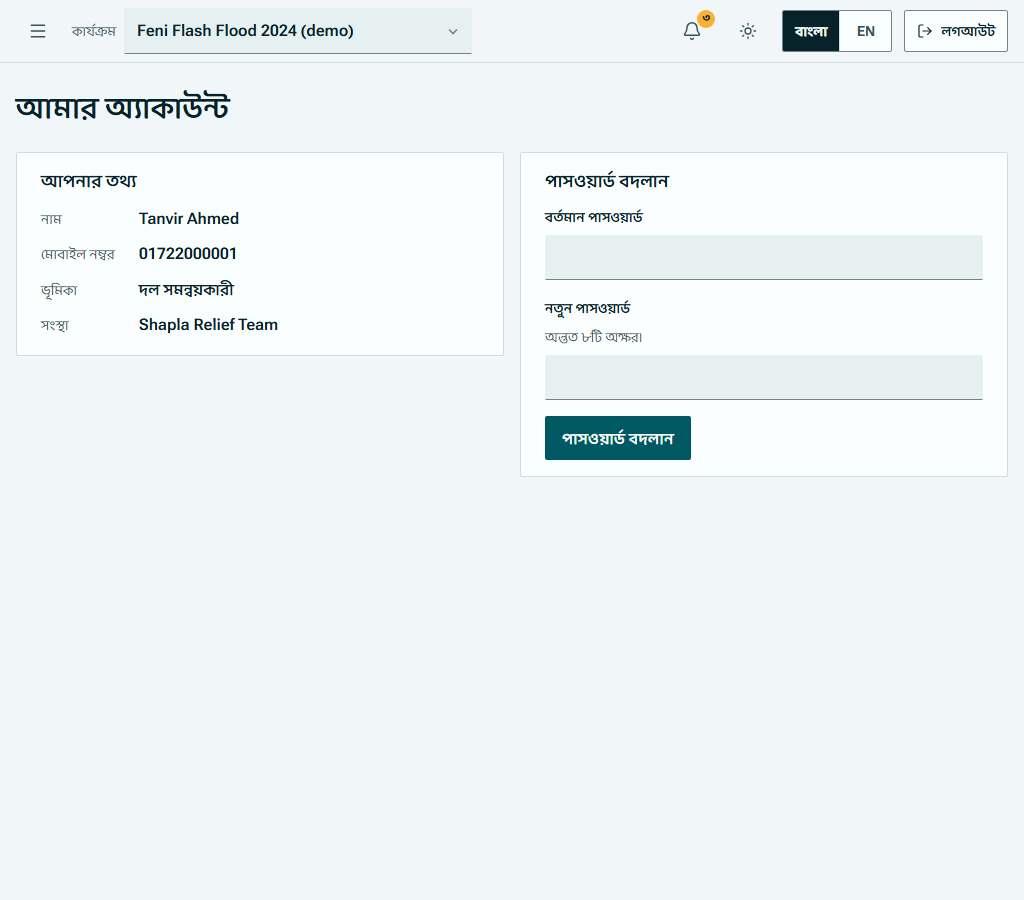 কার্যক্রম
Feni Flash Flood 2024 (demo)
৩
বাংলা
EN
লগআউট
আমার অ্যাকাউন্ট
আপনার তথ্য
নাম Tanvir Ahmed
মোবাইল নম্বর 01722000001
ভূমিকা দল সমন্বয়কারী
সংস্থা Shapla Relief Team
পাসওয়ার্ড বদলান
বর্তমান পাসওয়ার্ড
নতুন পাসওয়ার্ড
অন্তত ৮টি অক্ষর।
পাসওয়ার্ড বদলান